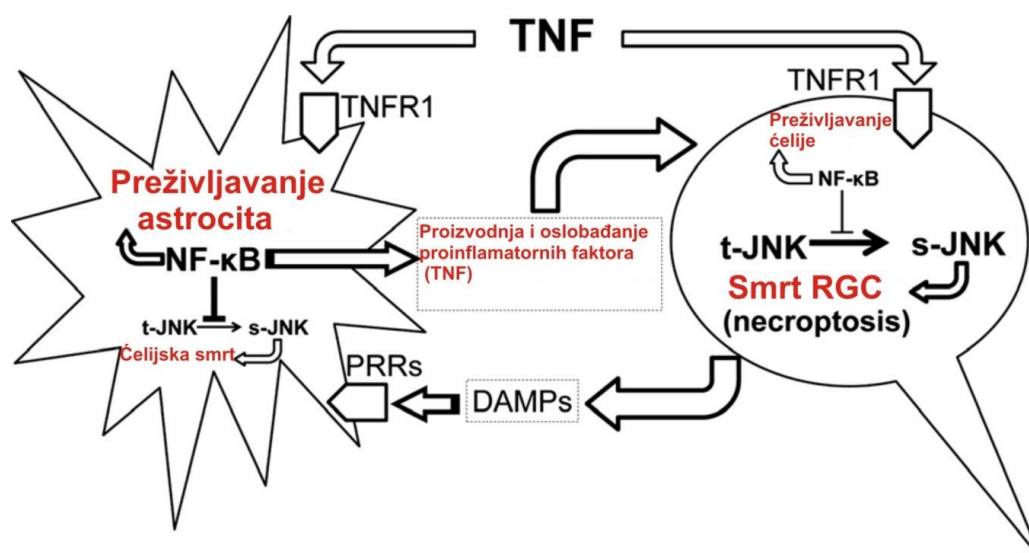 TNF
TNFR1
TNFR1
Preživljavanje
ćelije
NF-κB
t-JNK
s-JNK
Smrt RGC
(necroptosis)
Preživljavanje
astrocita
NF-κB
t-JNK
s-JNK
Ćelijska smrt
Proizvodnja i oslobađanje
proinflamatornih faktora
(TNF)
PRRs
DAMPs